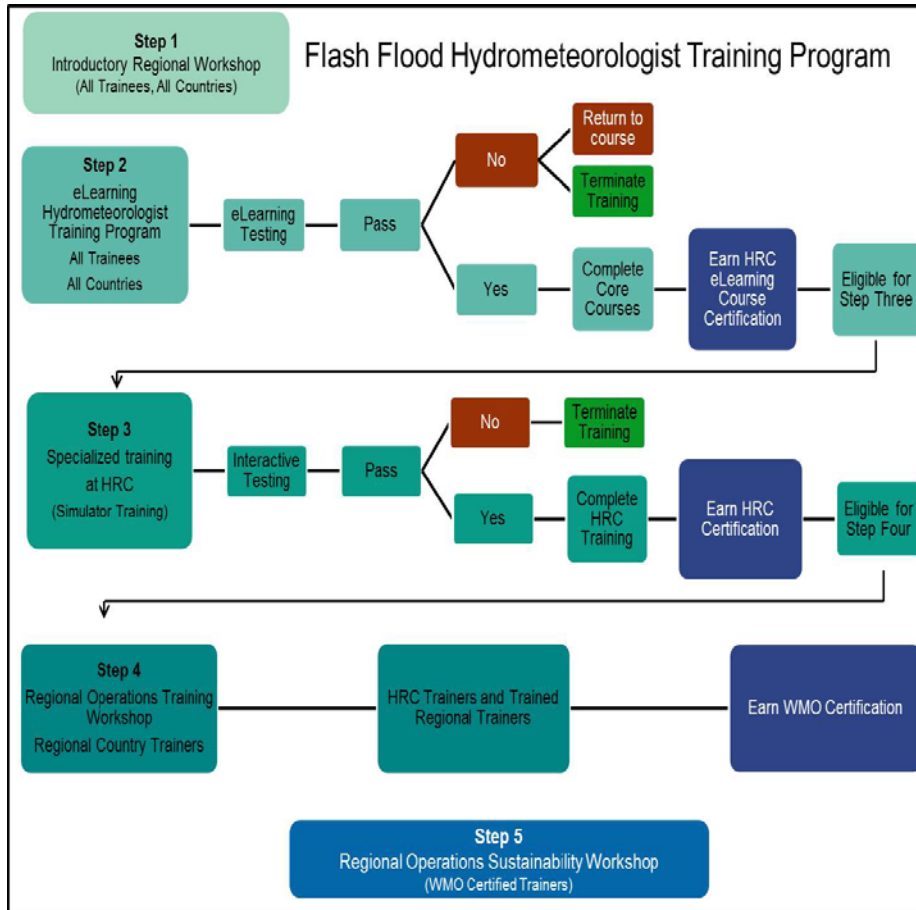 Step 1
Introductory Regional Workshop
(All Trainees, All Countries)
Flash Flood Hydrometeorologist Training Program
Step 2
eLearning
Hydrometeorologist
Training Program
All Trainees
All Countries
eLearning
Testing
Pass
No
Return to
course
Terminate
Training
Yes
Complete
Core
Courses
Earn HRC
eLearning
Course
Certification
Eligible for
Step Three
Step 3
Specialized training
at HRC
(Simulator Training)
Interactive
Testing
Pass
No
Terminate
Training
Yes
Complete
HRC
Training
Earn HRC
Certification
Eligible for
Step Four
Step 4
Regional Operations Training
Workshop
Regional Country Trainers
HRC Trainers and Trained
Regional Trainers
Earn WMO Certification
Step 5
Regional Operations Sustainability Workshop
(WMO Certified Trainers)